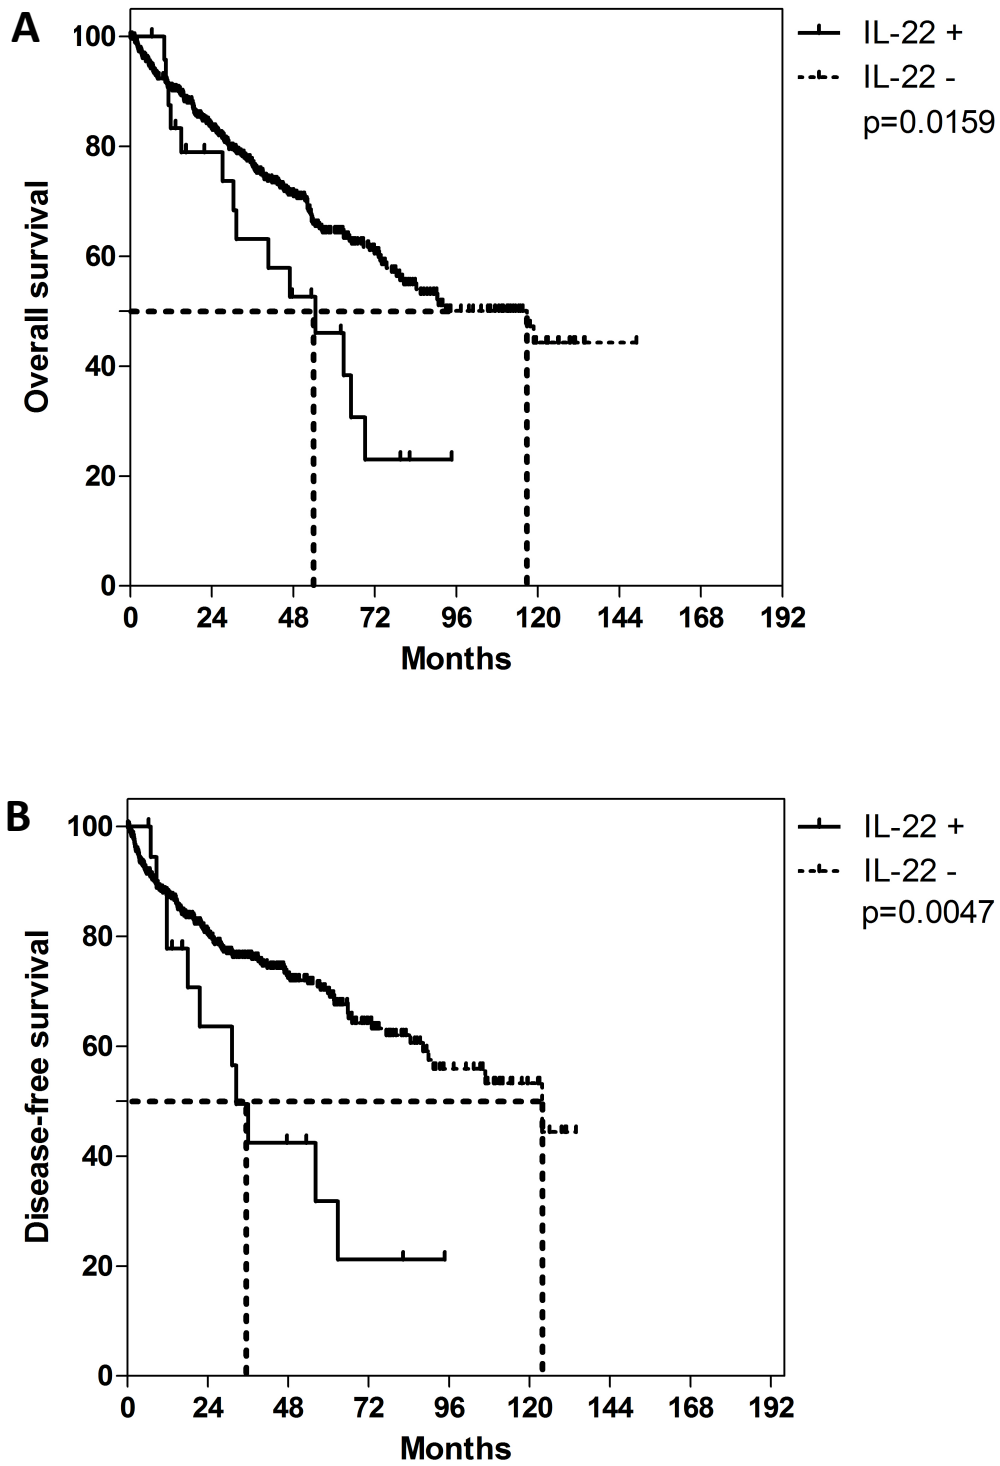 A
IL-22 +
IL-22 -
p=0.0159
Overall survival
100
80
60
40
20
0
0 24 48 72 96 120 144 168 192
Months
B
IL-22 +
IL-22 -
p=0.0047
Disease-free survival
100
80
60
40
20
0
0 24 48 72 96 120 144 168 192
Months